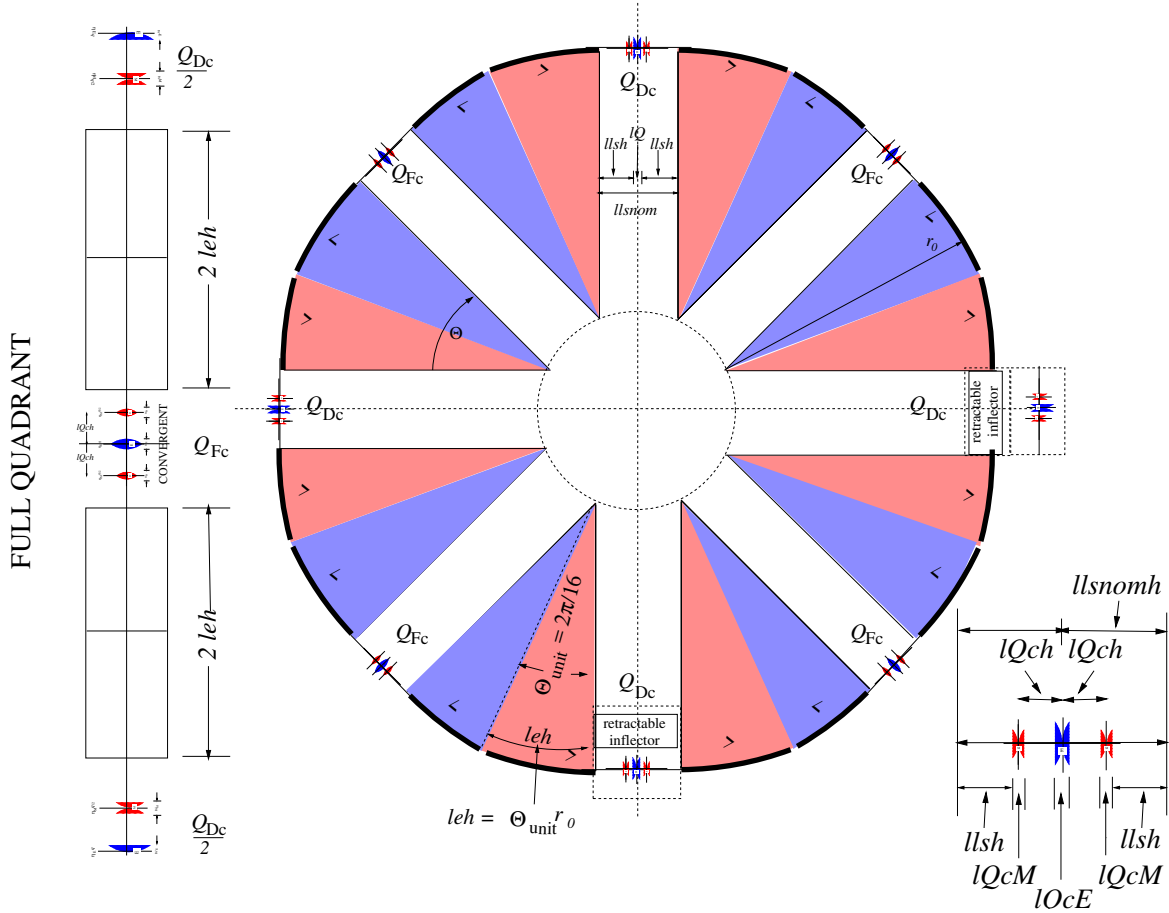 FULL QUADRANT
Q_Dc
2
2 leh
lQch
lQch
CONVERGENT
Q_Fc
2 leh
Q_Dc
2
Q_Dc
lQ
llsh
llsh
llsnom
Q_Fc
Q_Fc
r_0
Θ
Q_Dc
Q_Dc
retractable
inflector
Q_Fc
Q_Fc
Θ_unit = 2π/16
Q_Dc
retractable
inflector
leh
leh = Θ_unit r_0
llsnomh
lQch
lQch
llsh
llsh
lQcM
lQcM
lOcE